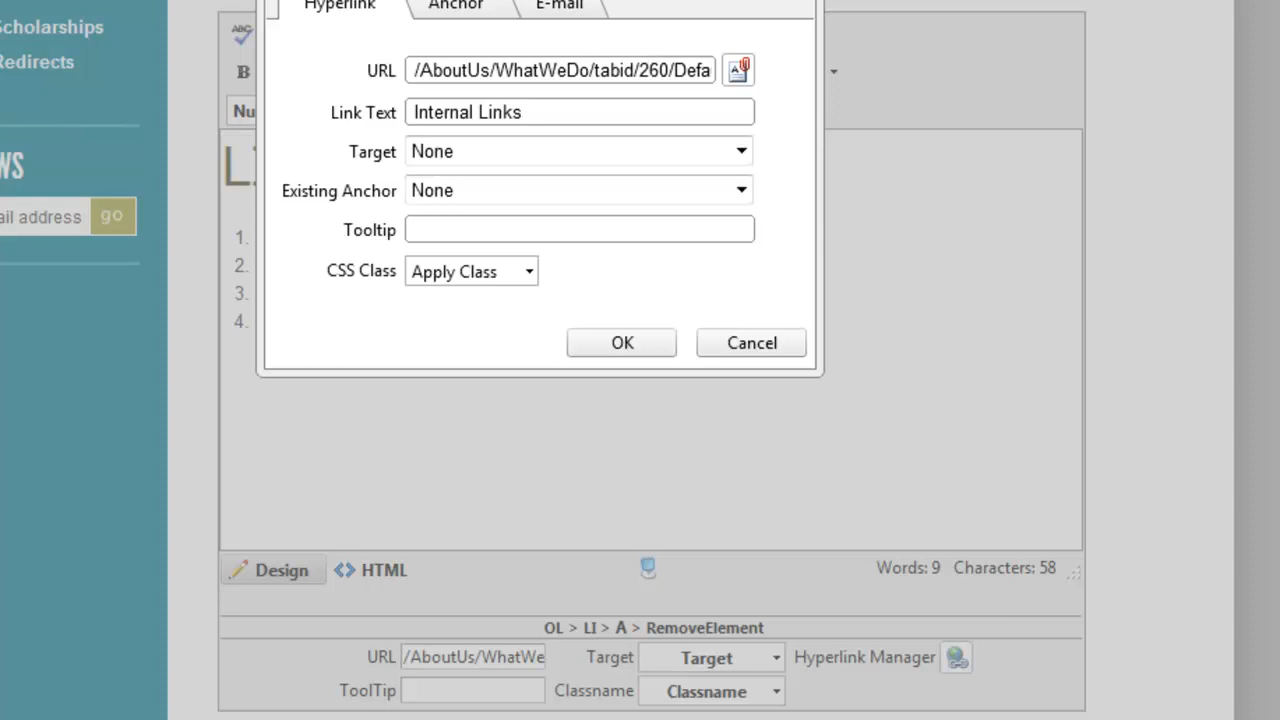 Scholarships
Redirects
WS
ail address go
Hyperlink Anchor E-mail
URL /AboutUs/WhatWeDo/tabid/260/Defa
Link Text Internal Links
Target None
Existing Anchor None
Tooltip
CSS Class Apply Class
OK Cancel
ABC
B
Nu
1.
2.
3.
4.
Design HTML Words: 9 Characters: 58
OL > LI > A > RemoveElement
URL /AboutUs/WhatWe Target Target Hyperlink Manager
ToolTip Classname Classname